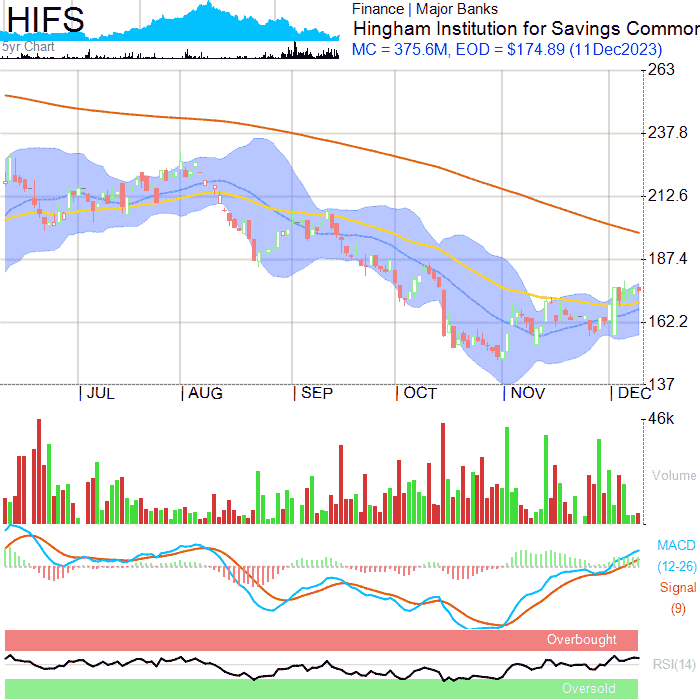 HIFS
5yr Chart
Finance | Major Banks
Hingham Institution for Savings Common
MC = 375.6M, EOD = $174.89 (11Dec2023)
263
237.8
212.6
187.4
162.2
137
JUL
AUG
SEP
OCT
NOV
DEC
46k
Volume
MACD
(12-26)
Signal
(9)
Overbought
RSI(14)
Oversold